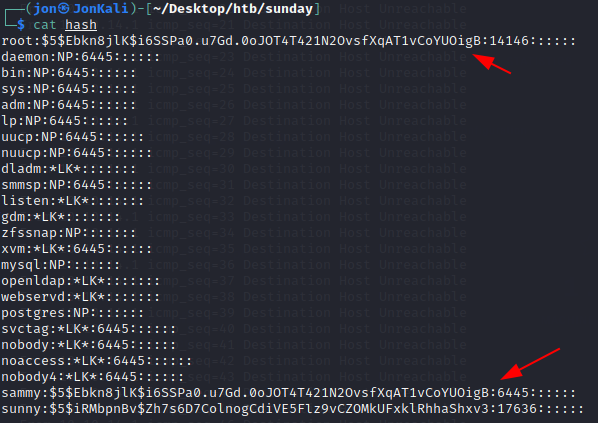 ┌──(jon㉿JonKali)-[~/Desktop/htb/sunday]
└─$ cat hash
root:$5$Ebkn8jlK$i6SSPa0.u7Gd.0oJOT4T421N2OvsfXqAT1vCoYUOigB:14146::::::
daemon:NP:6445::::::
bin:NP:6445::::::
sys:NP:6445::::::
adm:NP:6445::::::
lp:NP:6445::::::
uucp:NP:6445::::::
nuucp:NP:6445::::::
dladm:*LK*:::::::
smmsp:NP:6445::::::
listen:*LK*:::::::
gdm:*LK*:::::::
zfssnap:NP:::::::
xvm:*LK*:6445::::::
mysql:NP:::::::
openldap:*LK*:::::::
webservd:*LK*:::::::
postgres:NP:::::::
svctag:*LK*:6445::::::
nobody:*LK*:6445::::::
noaccess:*LK*:6445::::::
nobody4:*LK*:6445::::::
sammy:$5$Ebkn8jlK$i6SSPa0.u7Gd.0oJOT4T421N2OvsfXqAT1vCoYUOigB:6445::::::
sunny:$5$iRMbpnBv$Zh7s6D7ColnogCdiVE5Flz9vCZOMkUFxklRhhaShxv3:17636::::::